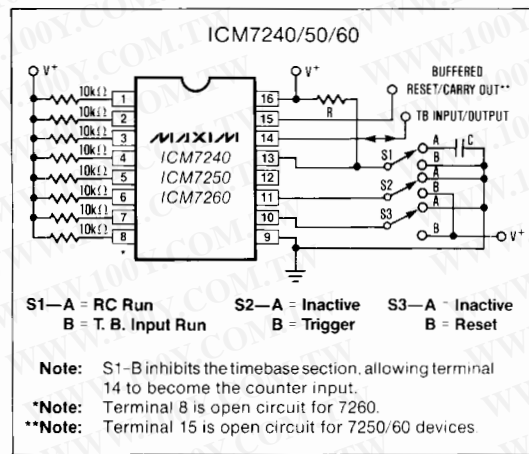 ICM7240/50/60
V+
10kΩ
10kΩ
10kΩ
10kΩ
10kΩ
10kΩ
10kΩ
10kΩ
1
2
3
4
5
6
7
8
*
MAXIM
ICM7240
ICM7250
ICM7260
16
15
14
13
12
11
10
9
V+
R
BUFFERED
RESET/CARRY OUT**
TB INPUT/OUTPUT
S1
A
C
B
S2
A
B
S3
A
B
V+
S1—A = RC Run
B = T. B. Input Run
S2—A = Inactive
B = Trigger
S3—A = Inactive
B = Reset
Note: S1-B inhibits the timebase section, allowing terminal
14 to become the counter input.
*Note: Terminal 8 is open circuit for 7260.
**Note: Terminal 15 is open circuit for 7250/60 devices.
WWW.100Y.COM.TW